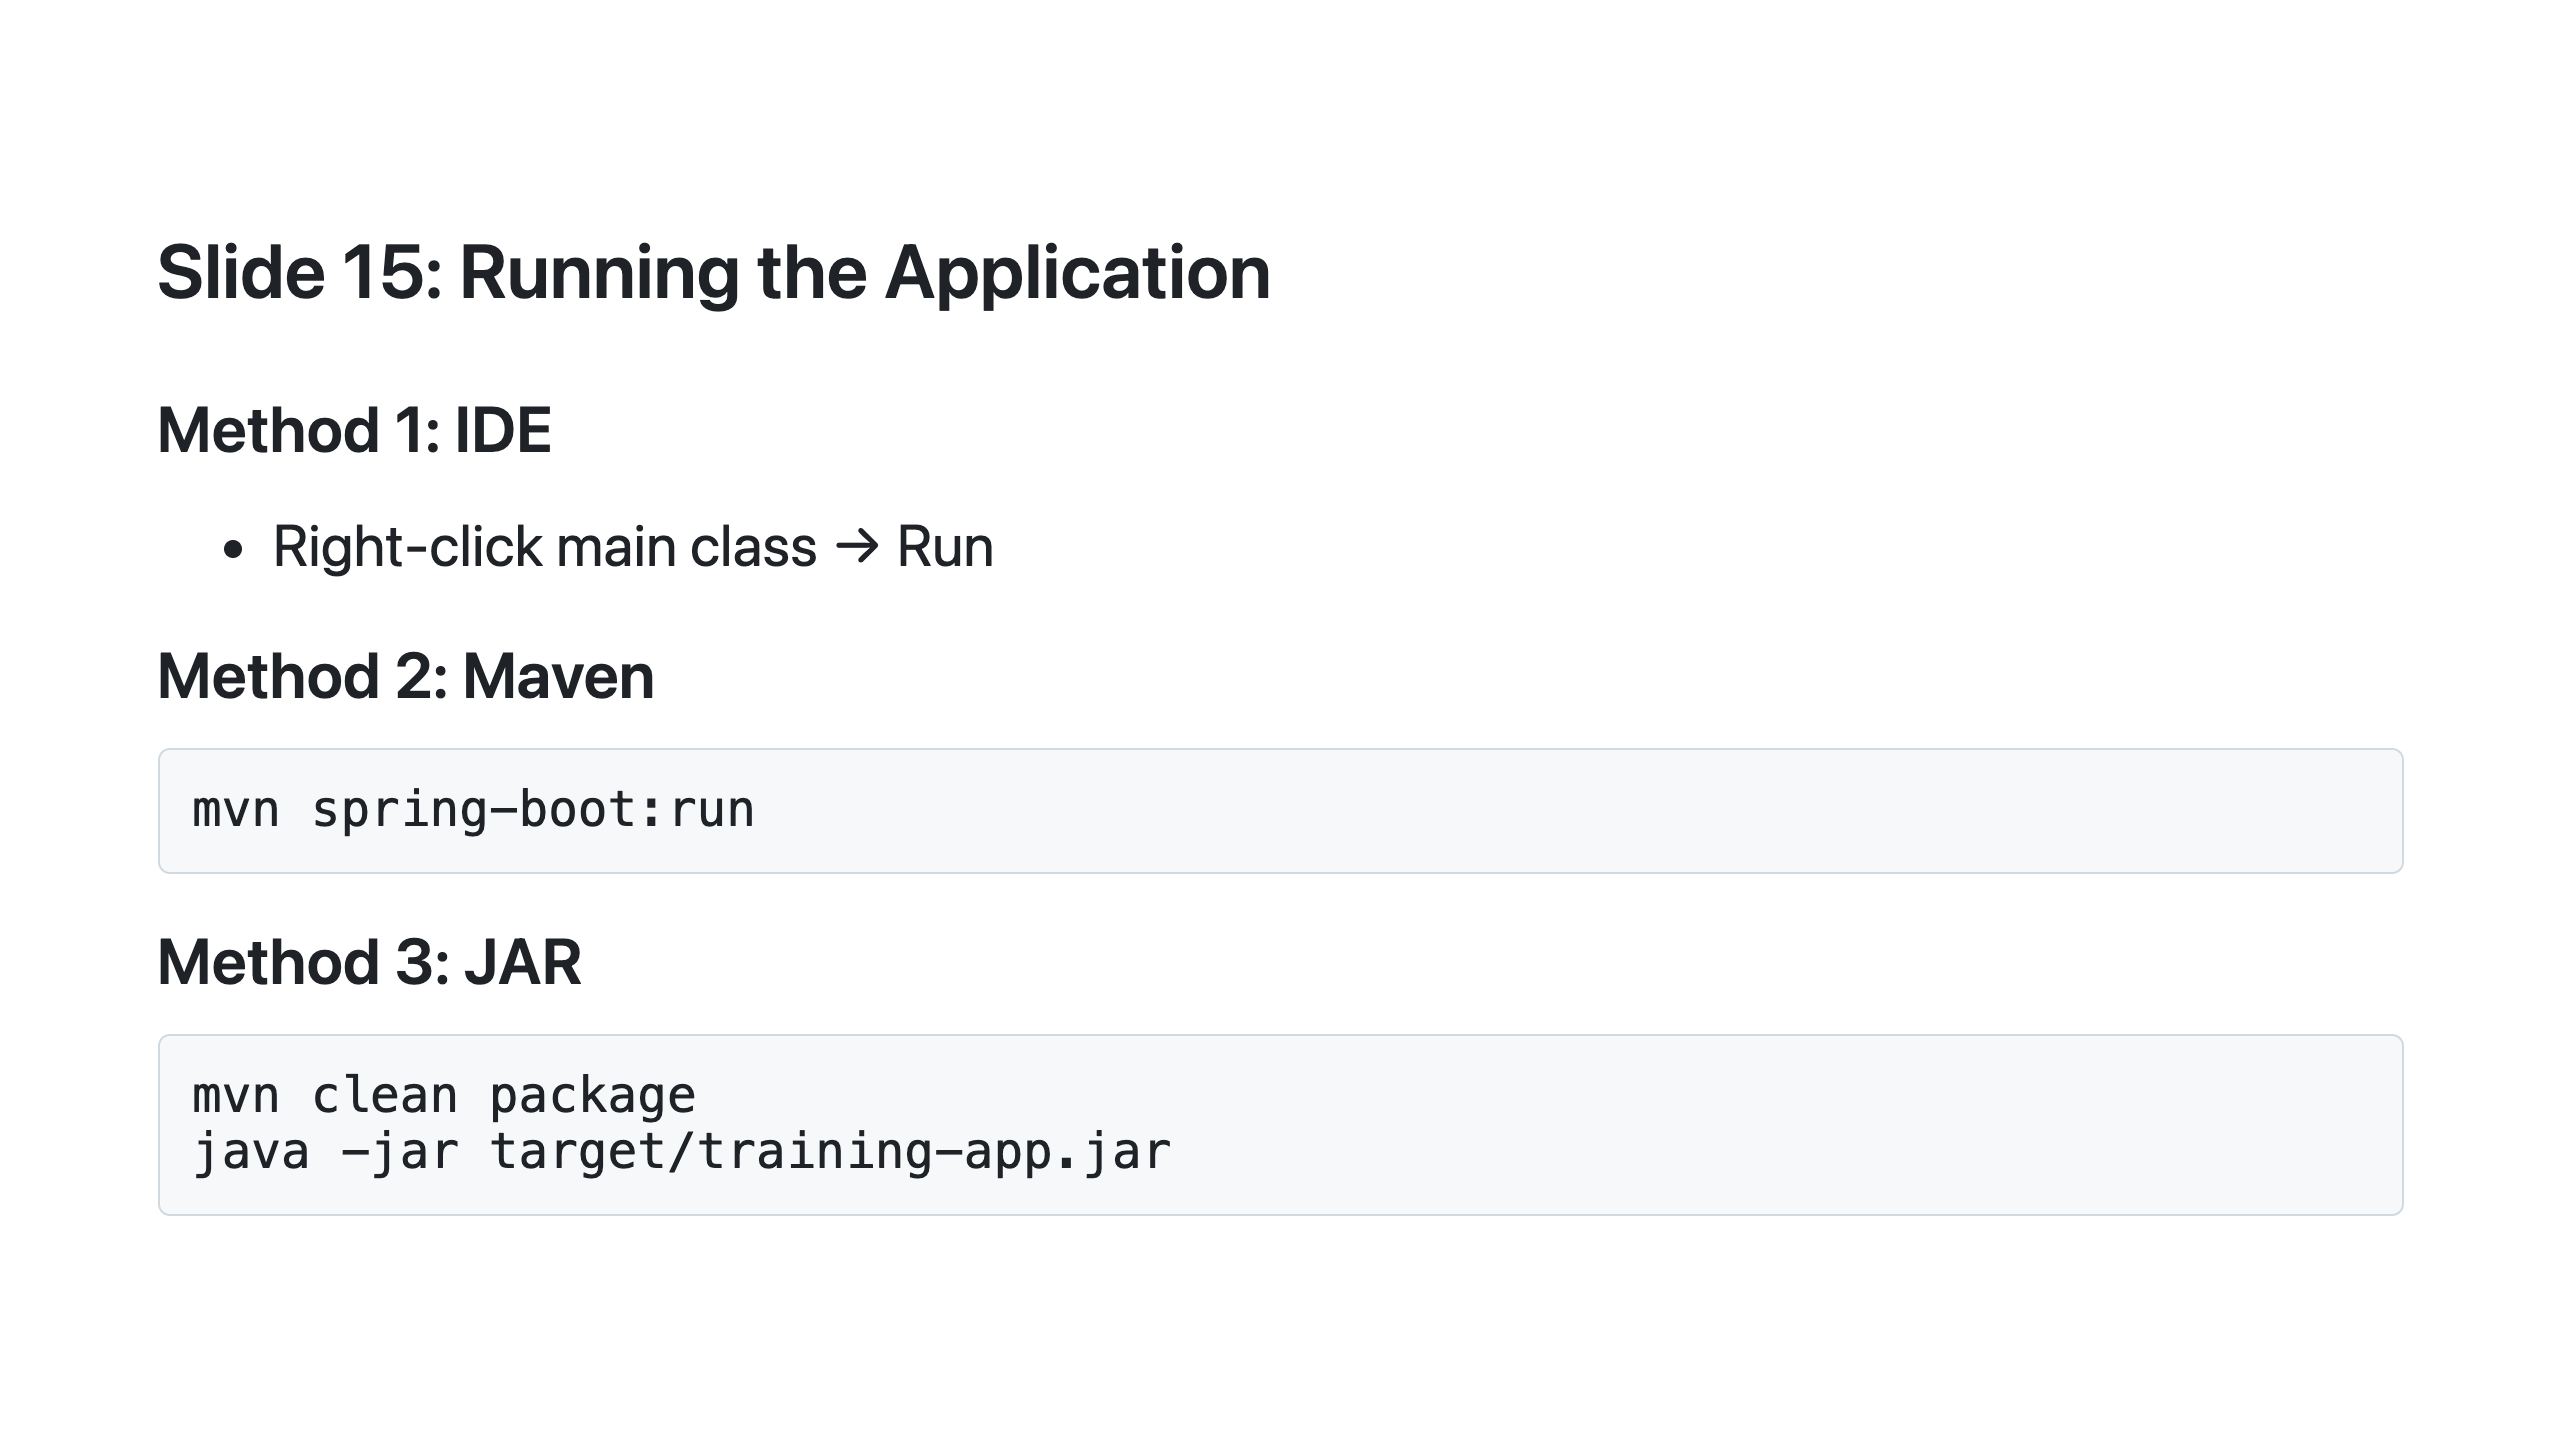 Slide 15: Running the Application
Method 1: IDE
• Right-click main class → Run
Method 2: Maven
mvn spring-boot:run
Method 3: JAR
mvn clean package
java -jar target/training-app.jar